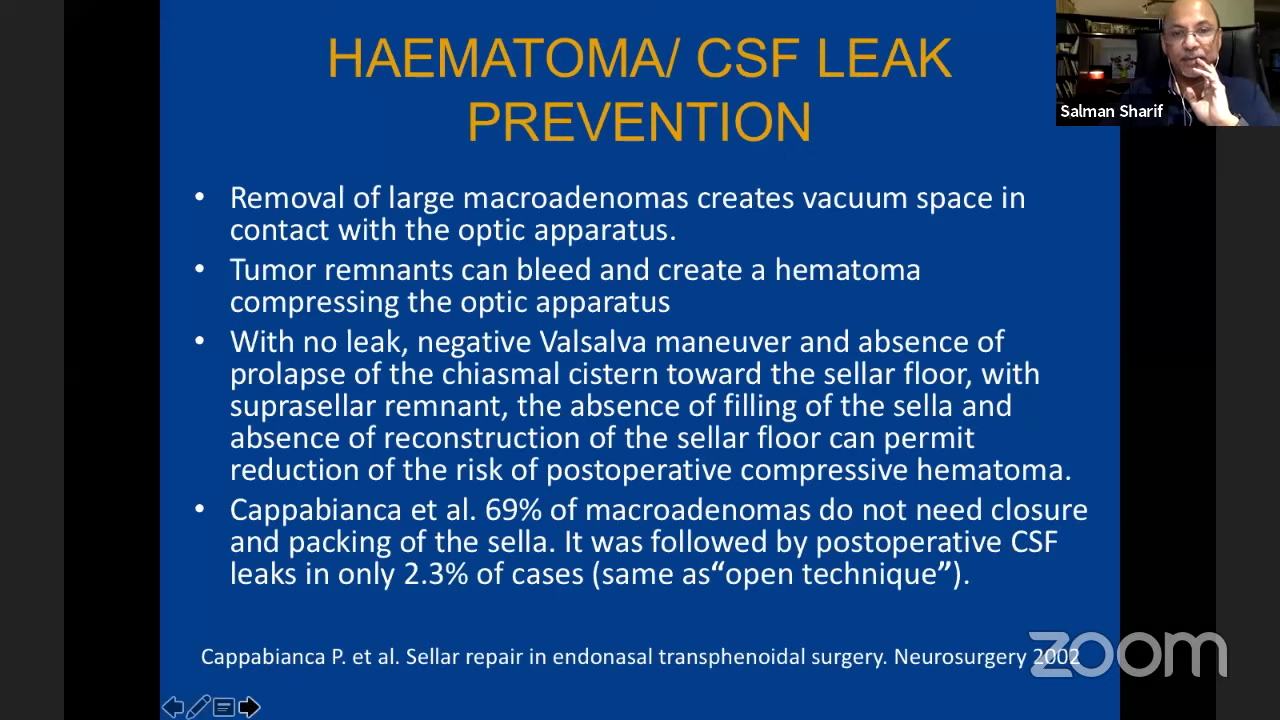 HAEMATOMA/ CSF LEAK
PREVENTION
Salman Sharif
• Removal of large macroadenomas creates vacuum space in
contact with the optic apparatus.
• Tumor remnants can bleed and create a hematoma
compressing the optic apparatus
• With no leak, negative Valsalva maneuver and absence of
prolapse of the chiasmal cistern toward the sellar floor, with
suprasellar remnant, the absence of filling of the sella and
absence of reconstruction of the sellar floor can permit
reduction of the risk of postoperative compressive hematoma.
• Cappabianca et al. 69% of macroadenomas do not need closure
and packing of the sella. It was followed by postoperative CSF
leaks in only 2.3% of cases (same as“open technique”).
Cappabianca P. et al. Sellar repair in endonasal transphenoidal surgery. Neurosurgery 2002
zoom